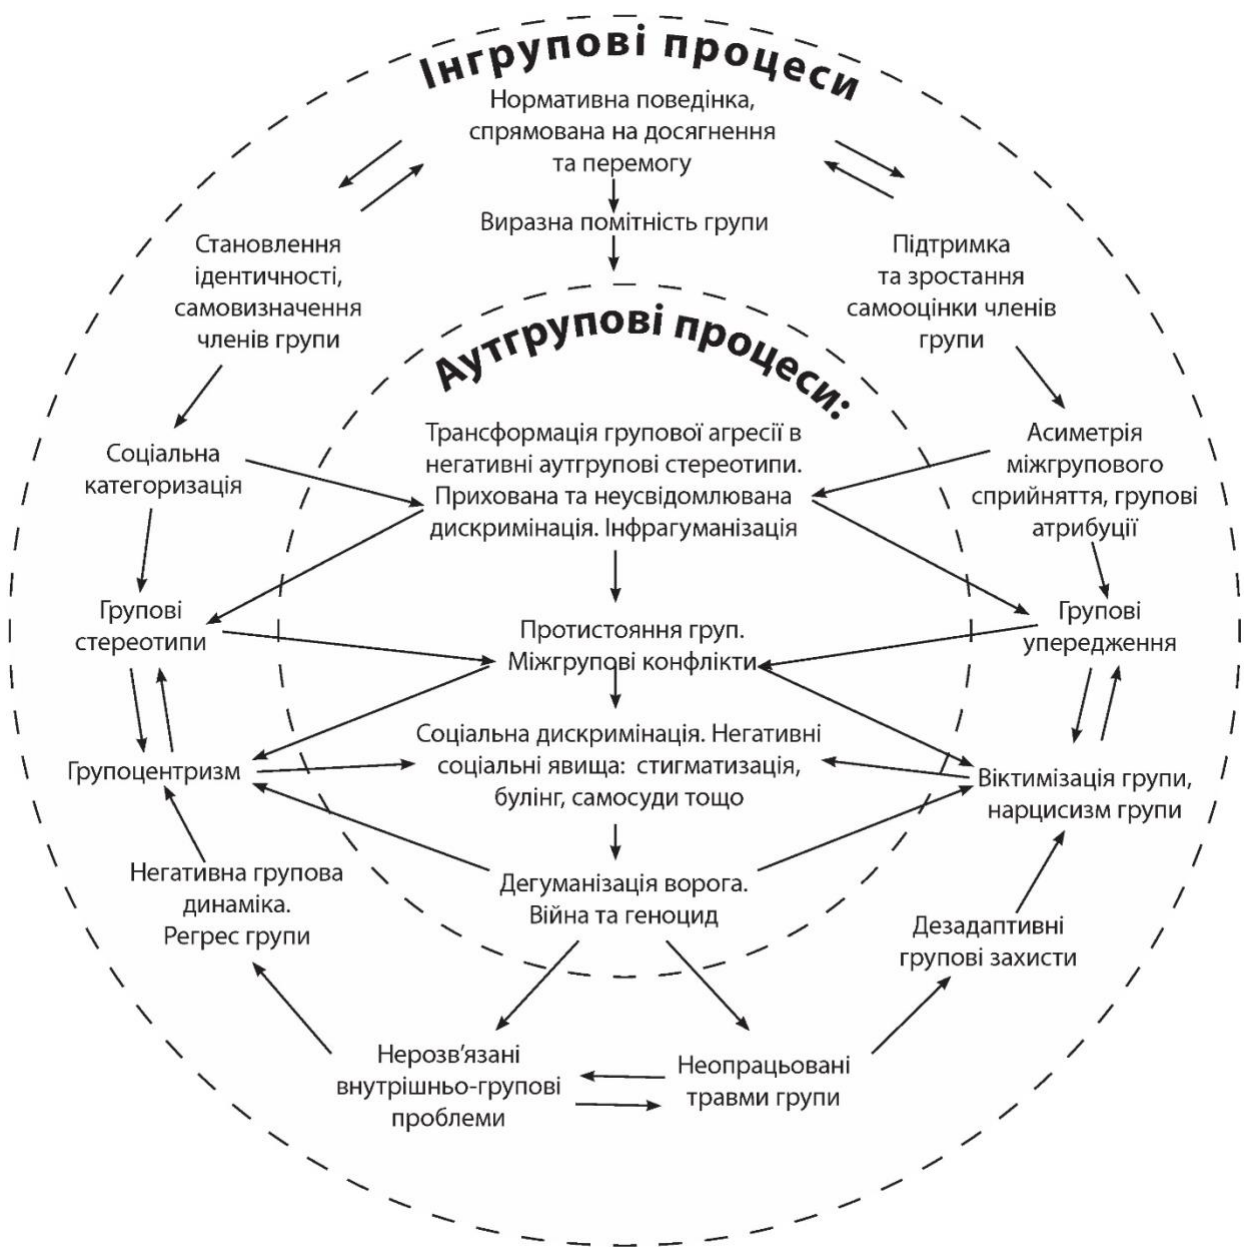 Інгрупові процеси
Нормативна поведінка,
спрямована на досягнення
та перемогу
Виразна помітність групи
Становлення
ідентичності,
самовизначення
членів групи
Підтримка
та зростання
самооцінки членів
групи
Аутгрупові процеси:
Трансформація групової агресії в
негативні аутгрупові стереотипи.
Прихована та неусвідомлювана
дискримінація. Інфрагуманізація
Соціальна
категоризація
Асиметрія
міжгрупового
сприйняття, групові
атрибуції
Групові
стереотипи
Протистояння груп.
Міжгрупові конфлікти
Групові
упередження
Групоцентризм
Соціальна дискримінація. Негативні
соціальні явища: стигматизація,
булінг, самосуди тощо
Віктимізація групи,
нарцисизм групи
Негативна групова
динаміка.
Регрес групи
Дегуманізація ворога.
Війна та геноцид
Дезадаптивні
групові захисти
Нерозв’язані
внутрішньо-групові
проблеми
Неопрацьовані
травми групи